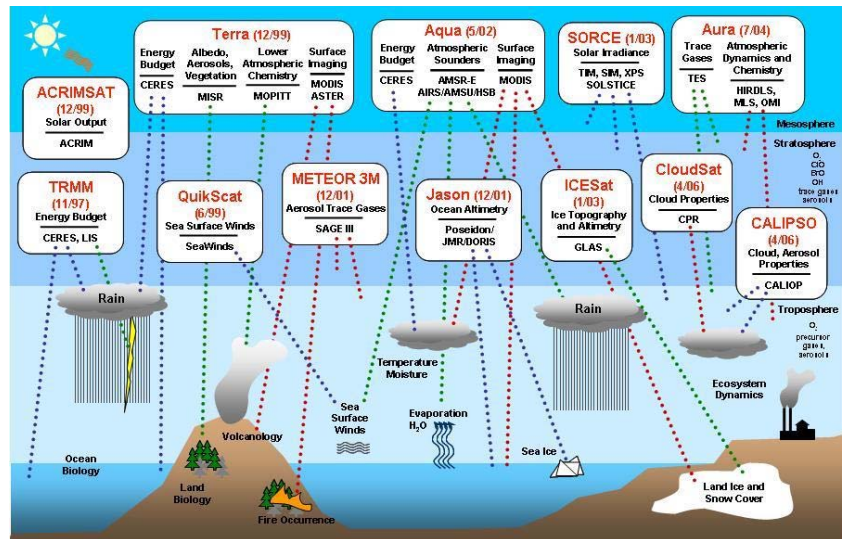 Terra (12/99)
Energy
Budget
CERES
Albedo,
Aerosols,
Vegetation
MISR
Lower
Atmospheric
Chemistry
MOPITT
Surface
Imaging
MODIS
ASTER
Aqua (5/02)
Energy
Budget
CERES
Atmospheric
Sounders
AMSR-E
AIRS/AMSU/HSB
Surface
Imaging
MODIS
SORCE (1/03)
Solar Irradiance
TIM, SIM, XPS
SOLSTICE
Aura (7/04)
Trace
Gases
TES
Atmospheric
Dynamics and
Chemistry
HIRDLS,
MLS, OMI
ACRIMSAT
(12/99)
Solar Output
ACRIM
Mesosphere
Stratosphere
O
ClO
BrO
OH
trace gases
aerosols
TRMM
(11/97)
Energy Budget
CERES, LIS
QuikScat
(6/99)
Sea Surface Winds
SeaWinds
METEOR 3M
(12/01)
Aerosol Trace Gases
SAGE III
Jason (12/01)
Ocean Altimetry
Poseidon/
JMR/DORIS
ICESat
(1/03)
Ice Topography
and Altimetry
GLAS
CloudSat
(4/06)
Cloud Properties
CPR
CALIPSO
(4/06)
Cloud, Aerosol
Properties
CALIOP
Troposphere
O
precursor
gases,
aerosols
Rain
Rain
Temperature
Moisture
Ecosystem
Dynamics
Sea
Surface
Winds
Evaporation
H2O
Volcanology
Ocean
Biology
Sea Ice
Land
Biology
Fire Occurrence
Land Ice and
Snow Cover